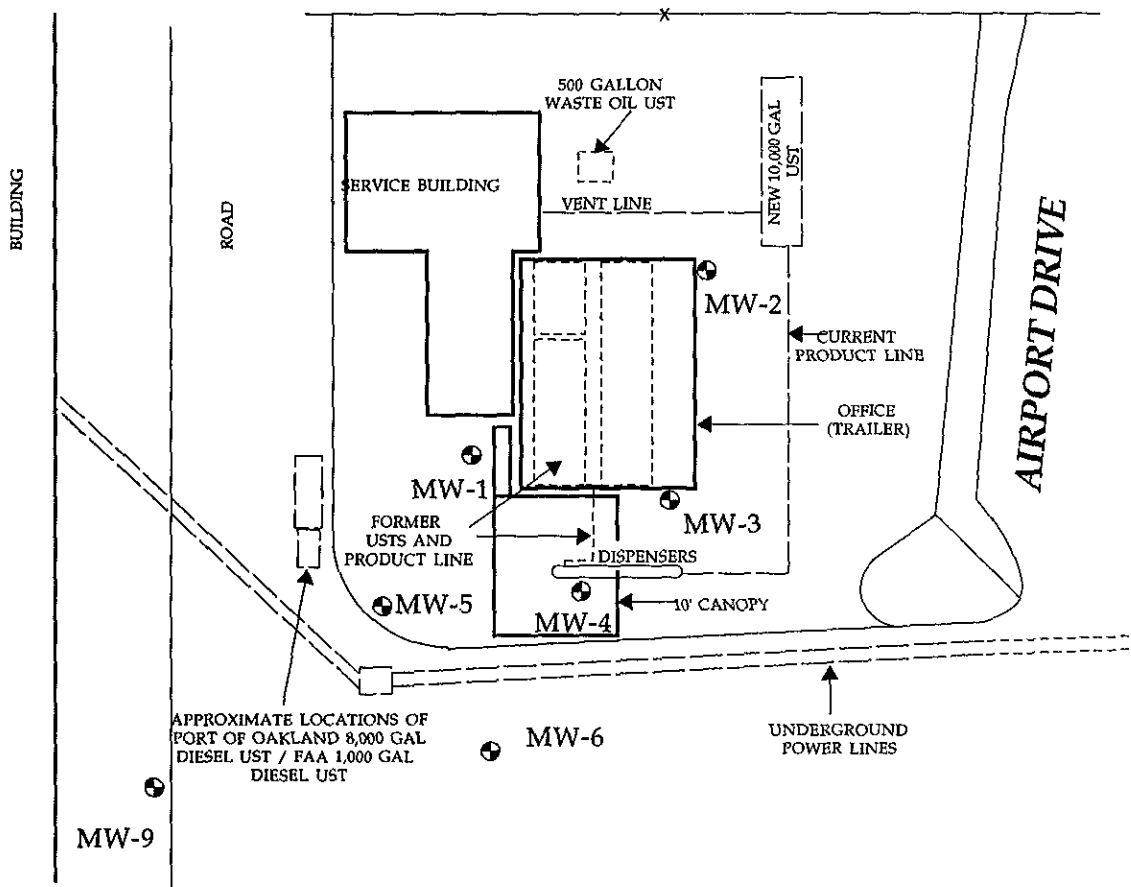 X
500 GALLON
WASTE OIL UST
NEW 10,000 GAL
UST
BUILDING
ROAD
SERVICE BUILDING
VENT LINE
MW-2
AIRPORT DRIVE
CURRENT
PRODUCT LINE
OFFICE
(TRAILER)
MW-1
MW-3
FORMER
USTS AND
PRODUCT LINE
DISPENSERS
MW-5
MW-4
10' CANOPY
APPROXIMATE LOCATIONS OF
PORT OF OAKLAND 8,000 GAL
DIESEL UST / FAA 1,000 GAL
DIESEL UST
MW-6
UNDERGROUND
POWER LINES
MW-9